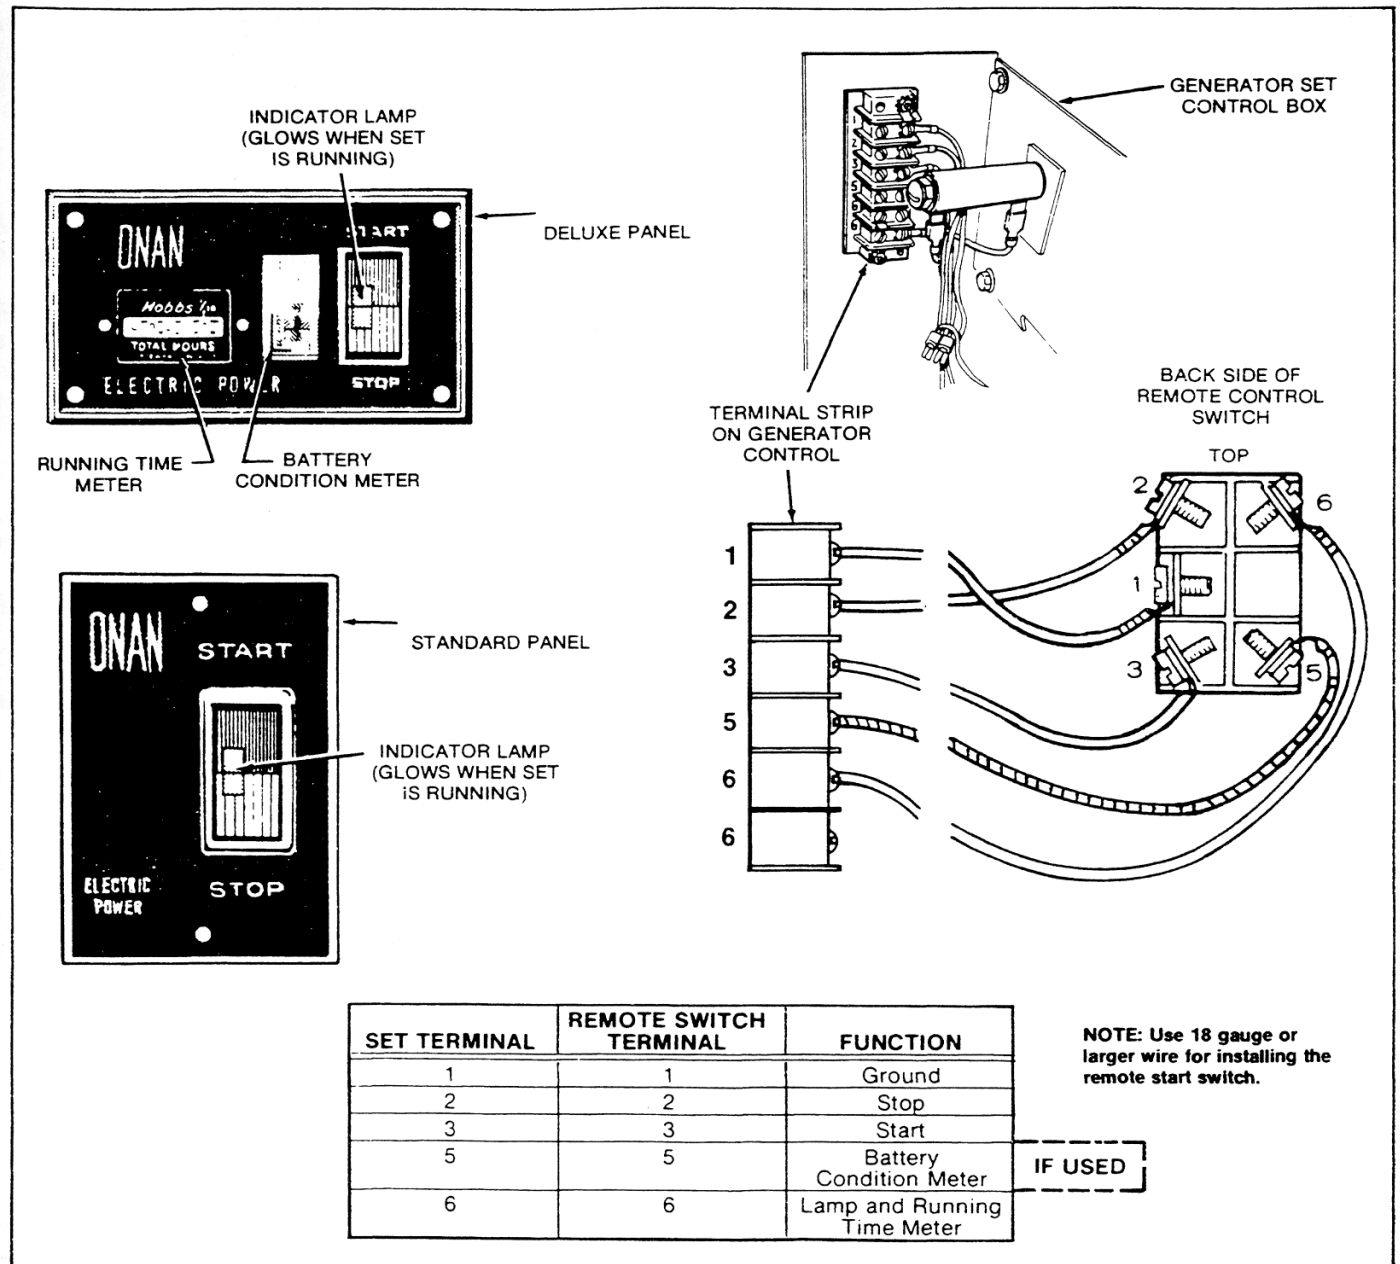 INDICATOR LAMP
(GLOWS WHEN SET
IS RUNNING)
DELUXE PANEL
ONAN
START
Hobbs 1/10
TOTAL HOURS
ELECTRIC POWER
STOP
RUNNING TIME
METER
BATTERY
CONDITION METER
GENERATOR SET
CONTROL BOX
TERMINAL STRIP
ON GENERATOR
CONTROL
BACK SIDE OF
REMOTE CONTROL
SWITCH
TOP
2
6
1
3
5
1
2
3
5
6
6
ONAN
START
STANDARD PANEL
INDICATOR LAMP
(GLOWS WHEN SET
IS RUNNING)
STOP
ELECTRIC
POWER
SET TERMINAL REMOTE SWITCH TERMINAL FUNCTION
1 1 Ground
2 2 Stop
3 3 Start
5 5 Battery
Condition Meter
IF USED
6 6 Lamp and Running
Time Meter
NOTE: Use 18 gauge or
larger wire for installing the
remote start switch.